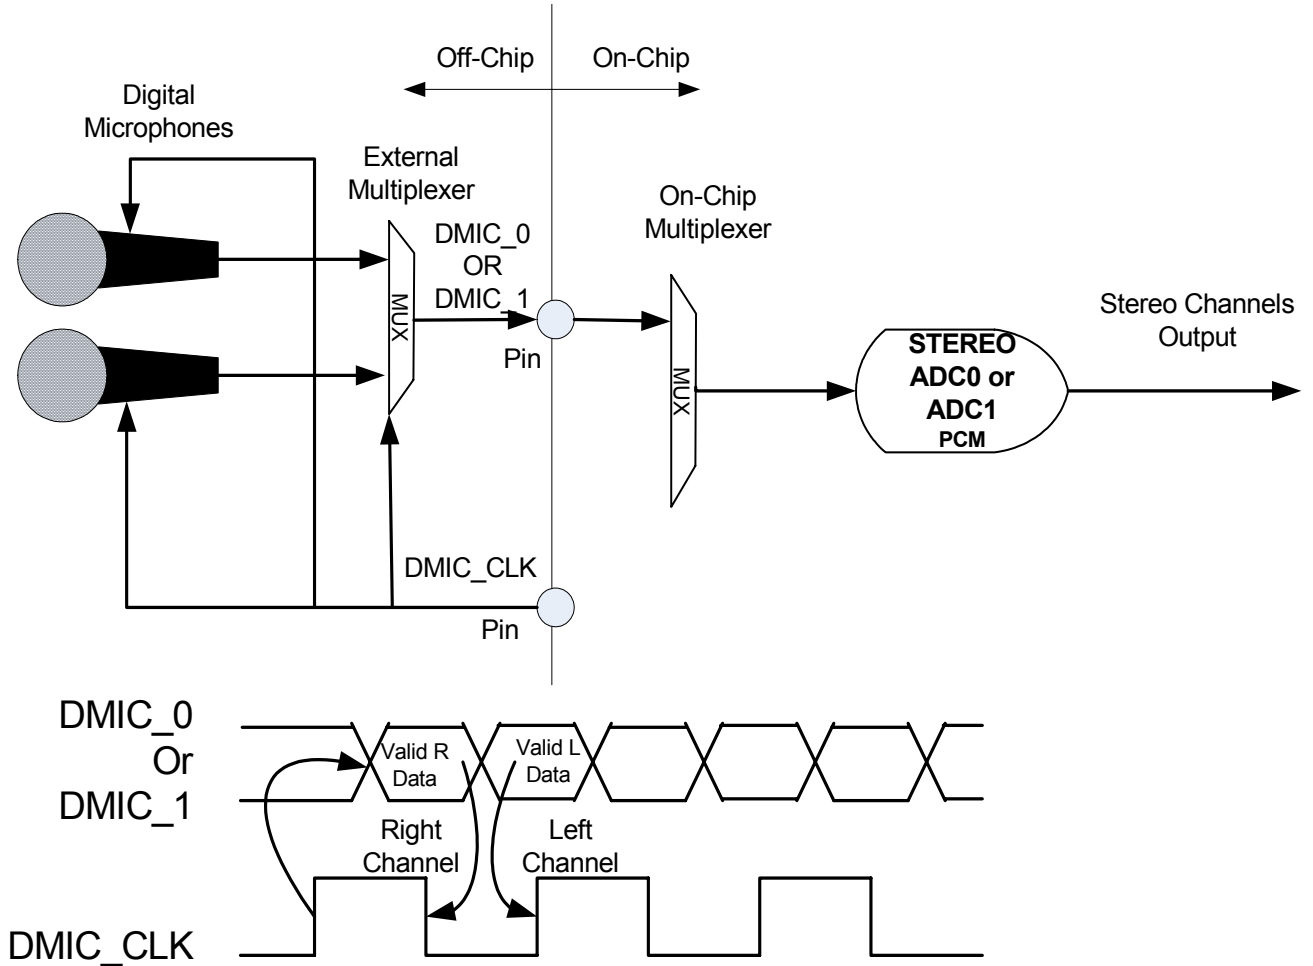 Off-Chip
On-Chip
Digital
Microphones
External
Multiplexer
On-Chip
Multiplexer
DMIC_0
OR
DMIC_1
MUX
Pin
MUX
STEREO
ADC0 or
ADC1
PCM
Stereo Channels
Output
DMIC_CLK
Pin
DMIC_0
Or
DMIC_1
Valid R
Data
Valid L
Data
Right
Channel
Left
Channel
DMIC_CLK